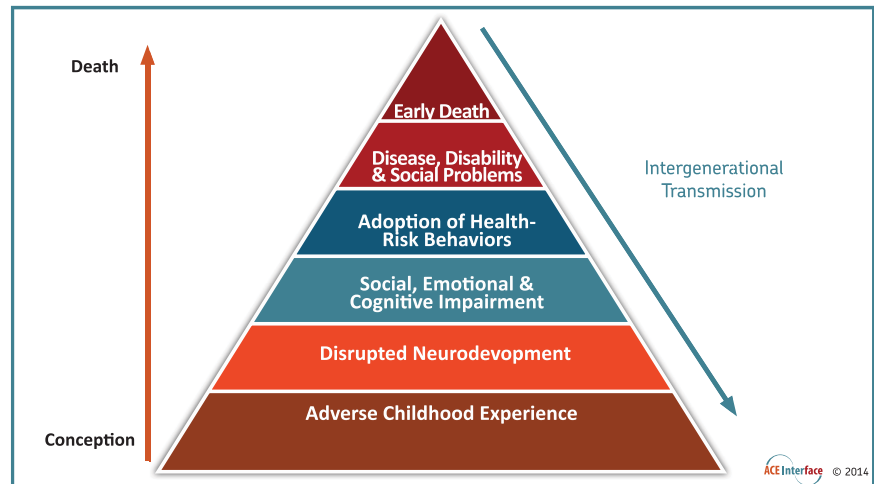 Death
Early Death
Disease, Disability
& Social Problems
Intergenerational
Transmission
Adoption of Health-
Risk Behaviors
Social, Emotional &
Cognitive Impairment
Disrupted Neurodevopment
Adverse Childhood Experience
Conception
ACE Interface © 2014